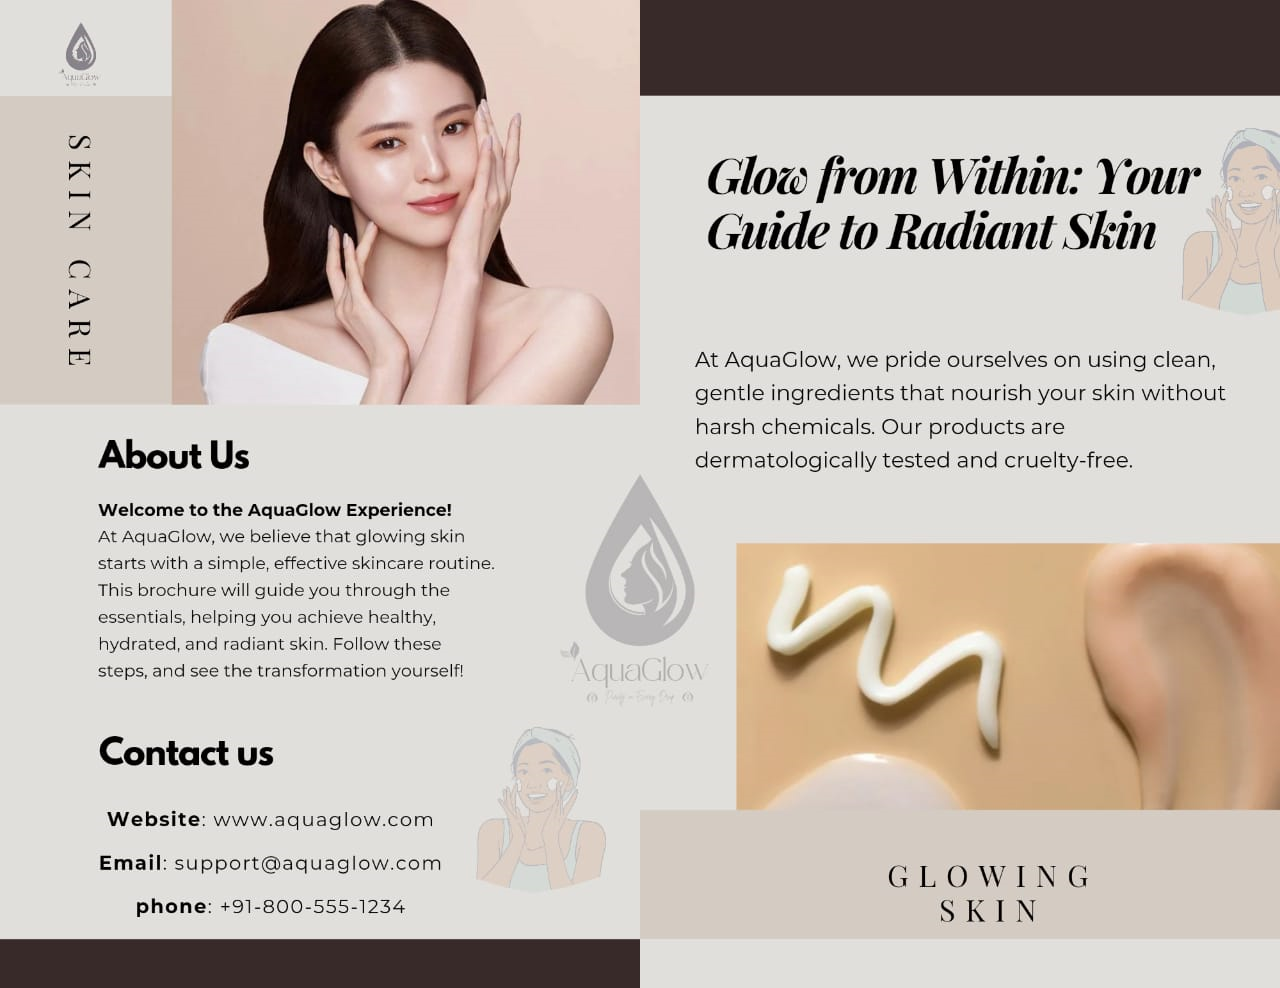 AquaGlow
SKIN CARE
About Us
Welcome to the AquaGlow Experience!
At AquaGlow, we believe that glowing skin
starts with a simple, effective skincare routine.
This brochure will guide you through the
essentials, helping you achieve healthy,
hydrated, and radiant skin. Follow these
steps, and see the transformation yourself!
Contact us
Website: www.aquaglow.com
Email: support@aquaglow.com
phone: +91-800-555-1234
AquaGlow
Purity in Every Drop
Glow from Within: Your
Guide to Radiant Skin
At AquaGlow, we pride ourselves on using clean,
gentle ingredients that nourish your skin without
harsh chemicals. Our products are
dermatologically tested and cruelty-free.
GLOWING
SKIN